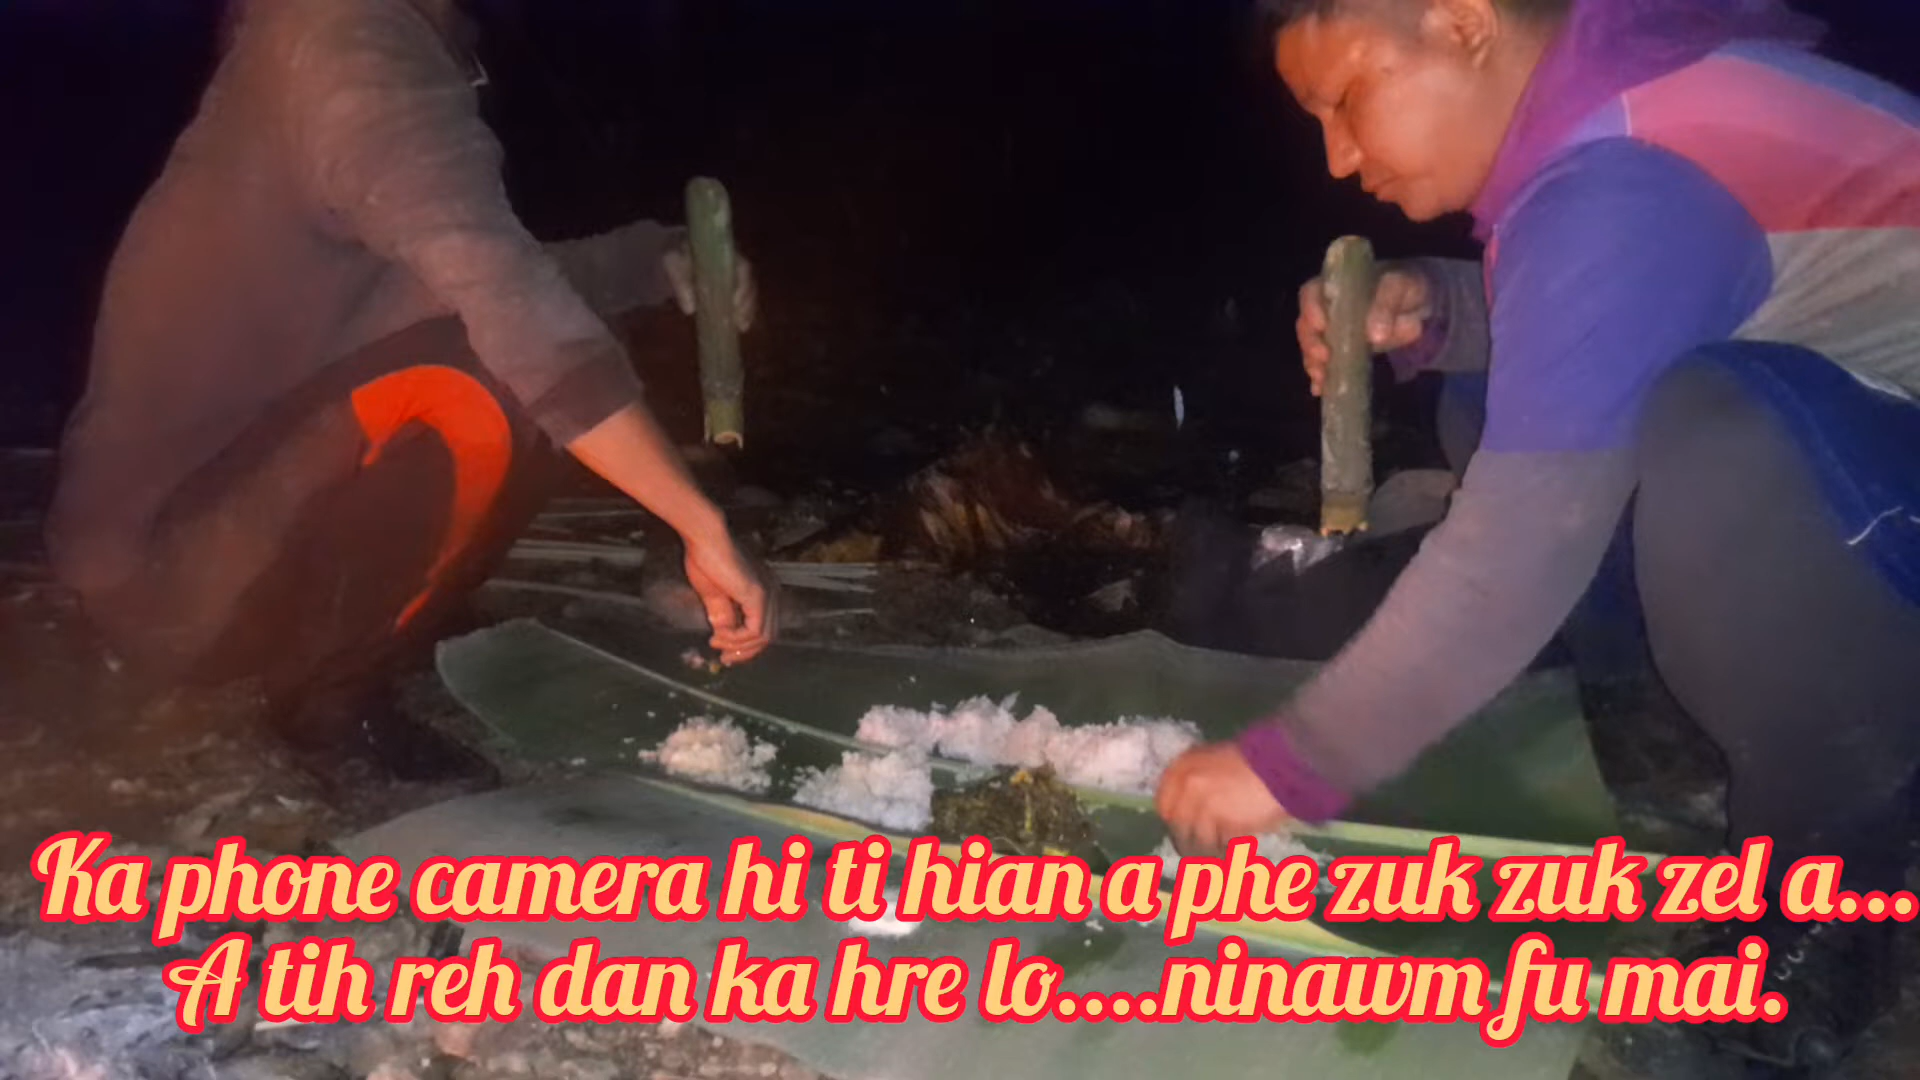 Ka phone camera hi ti hian a phe zuk zuk zel a...
A tih reh dan ka hre lo....ninawm fu mai.